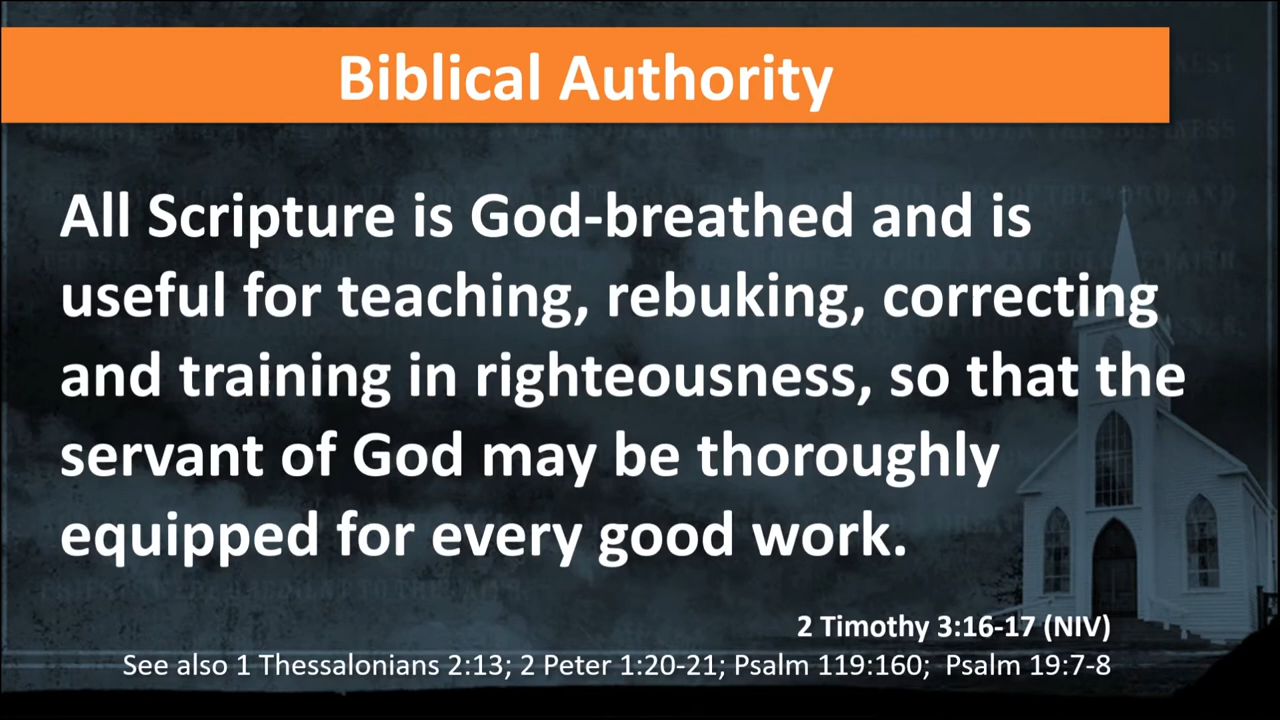 Biblical Authority
All Scripture is God-breathed and is
useful for teaching, rebuking, correcting
and training in righteousness, so that the
servant of God may be thoroughly
equipped for every good work.
2 Timothy 3:16-17 (NIV)
See also 1 Thessalonians 2:13; 2 Peter 1:20-21; Psalm 119:160;  Psalm 19:7-8